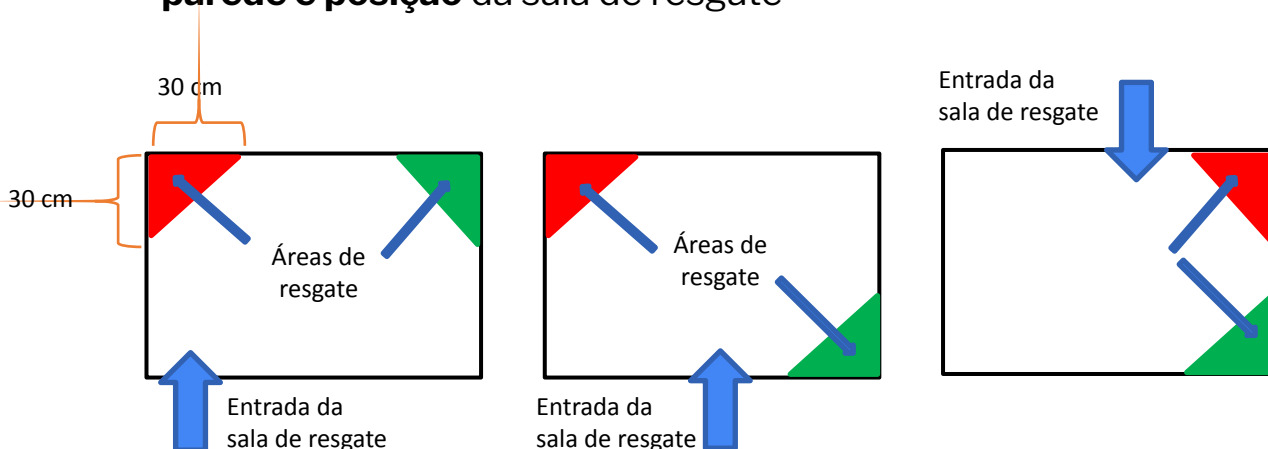 parede e posição da sala de resgate
30 cm
30 cm
Áreas de
resgate
Entrada da
sala de resgate
Áreas de
resgate
Entrada da
sala de resgate
Entrada da
sala de resgate